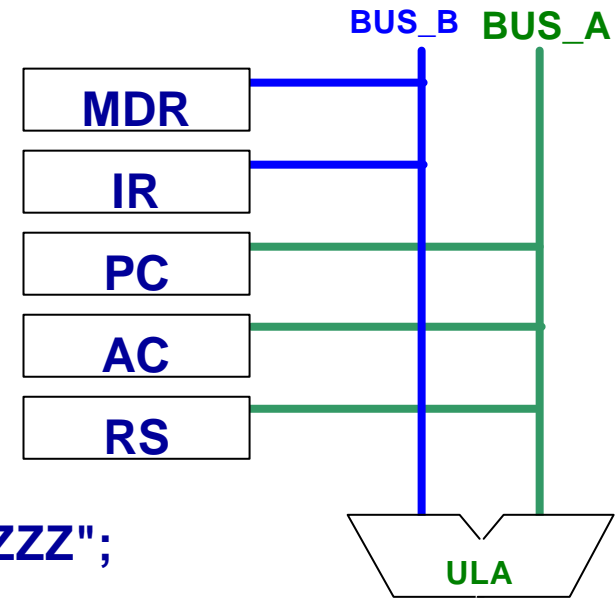 BUS_B BUS_A
MDR
IR
PC
AC
RS
ZZZ";
ULA